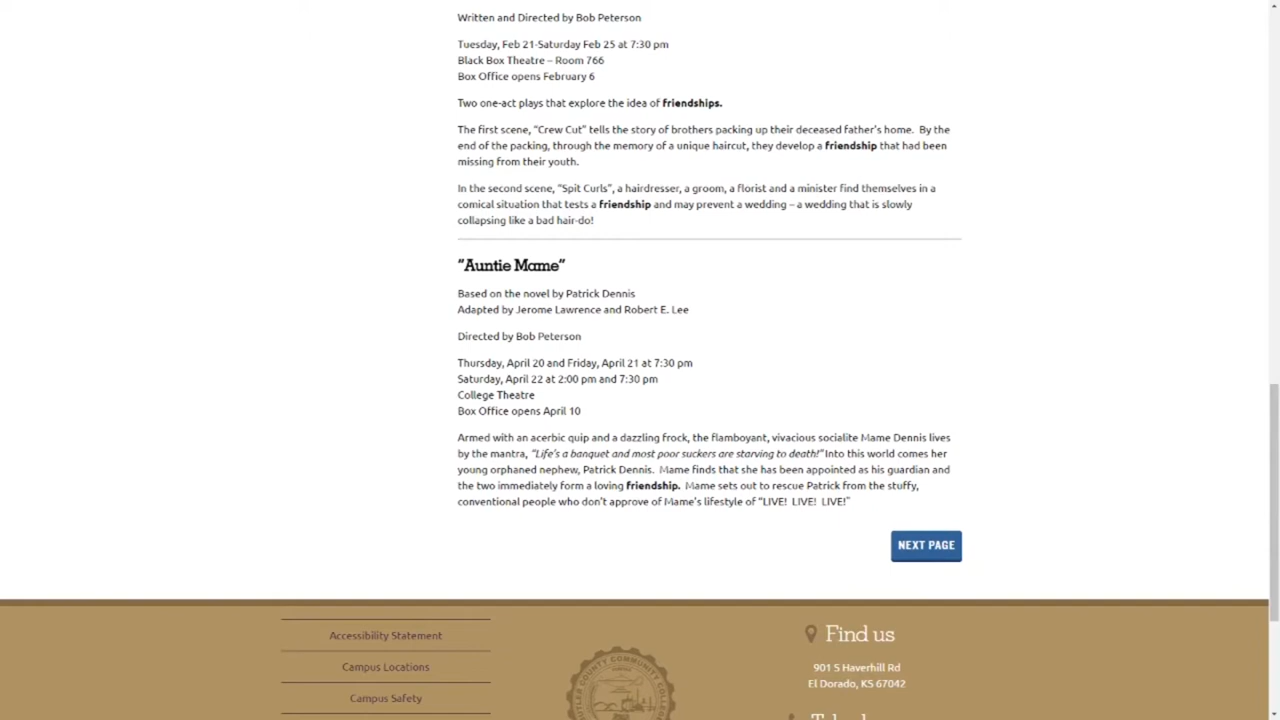 Written and Directed by Bob Peterson
Tuesday, Feb 21-Saturday Feb 25 at 7:30 pm
Black Box Theatre – Room 766
Box Office opens February 6
Two one-act plays that explore the idea of friendships.
The first scene, “Crew Cut” tells the story of brothers packing up their deceased father’s home.  By the
end of the packing, through the memory of a unique haircut, they develop a friendship that had been
missing from their youth.
In the second scene, “Spit Curls”, a hairdresser, a groom, a florist and a minister find themselves in a
comical situation that tests a friendship and may prevent a wedding – a wedding that is slowly
collapsing like a bad hair-do!
“Auntie Mame”
Based on the novel by Patrick Dennis
Adapted by Jerome Lawrence and Robert E. Lee
Directed by Bob Peterson
Thursday, April 20 and Friday, April 21 at 7:30 pm
Saturday, April 22 at 2:00 pm and 7:30 pm
College Theatre
Box Office opens April 10
Armed with an acerbic quip and a dazzling frock, the flamboyant, vivacious socialite Mame Dennis lives
by the mantra, “Life’s a banquet and most poor suckers are starving to death!” Into this world comes her
young orphaned nephew, Patrick Dennis.  Mame finds that she has been appointed as his guardian and
the two immediately form a loving friendship.  Mame sets out to rescue Patrick from the stuffy,
conventional people who don’t approve of Mame’s lifestyle of “LIVE!  LIVE!  LIVE!”
NEXT PAGE
Accessibility Statement
Campus Locations
Campus Safety
BUTLER COUNTY COMMUNITY COLLEGE
Find us
901 S Haverhill Rd
El Dorado, KS 67042